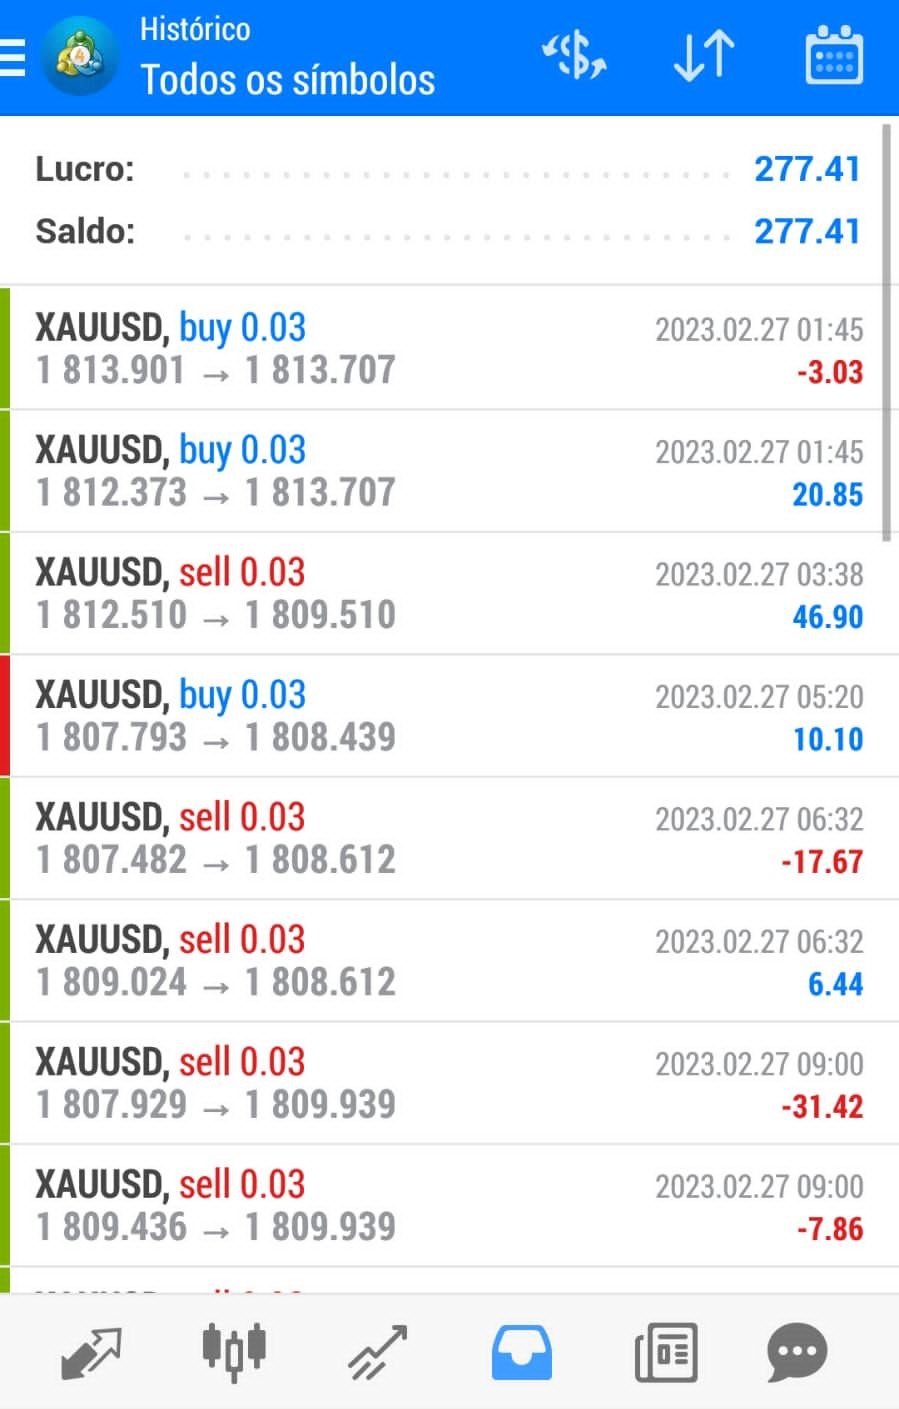 Histórico
Todos os símbolos
Lucro: 277.41
Saldo: 277.41
XAUUSD, buy 0.03 2023.02.27 01:45
1 813.901 → 1 813.707 -3.03
XAUUSD, buy 0.03 2023.02.27 01:45
1 812.373 → 1 813.707 20.85
XAUUSD, sell 0.03 2023.02.27 03:38
1 812.510 → 1 809.510 46.90
XAUUSD, buy 0.03 2023.02.27 05:20
1 807.793 → 1 808.439 10.10
XAUUSD, sell 0.03 2023.02.27 06:32
1 807.482 → 1 808.612 -17.67
XAUUSD, sell 0.03 2023.02.27 06:32
1 809.024 → 1 808.612 6.44
XAUUSD, sell 0.03 2023.02.27 09:00
1 807.929 → 1 809.939 -31.42
XAUUSD, sell 0.03 2023.02.27 09:00
1 809.436 → 1 809.939 -7.86